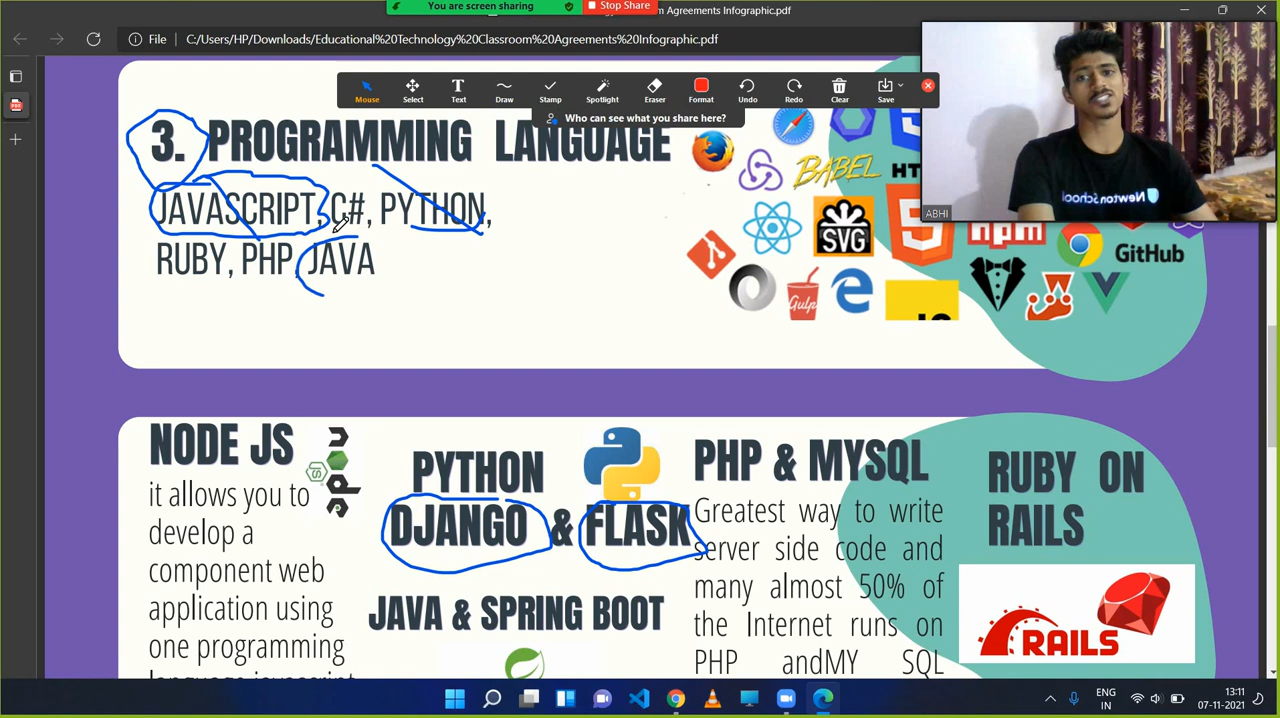 You are screen sharing
Stop Share
Agreements Infographic.pdf
File
C:/Users/HP/Downloads/Educational%20Technology%20Classroom%20Agreements%20Infographic.pdf
Mouse
Select
Text
Draw
Stamp
Spotlight
Eraser
Format
Undo
Redo
Clear
Save
Who can see what you share here?
3. PROGRAMMING LANGUAGE
JAVASCRIPT, C#, PYTHON,
RUBY, PHP, JAVA
BABEL
SVG
npm
GitHub
Gulp
Newton School
ABHI
NODE JS
it allows you to
develop a
component web
application using
one programming
language javascript
node
JS
PYTHON
DJANGO & FLASK
JAVA & SPRING BOOT
PHP & MYSQL
Greatest way to write
server side code and
many almost 50% of
the Internet runs on
PHP andMY SQL
RUBY ON
RAILS
RAILS
ENG
IN
13:11
07-11-2021